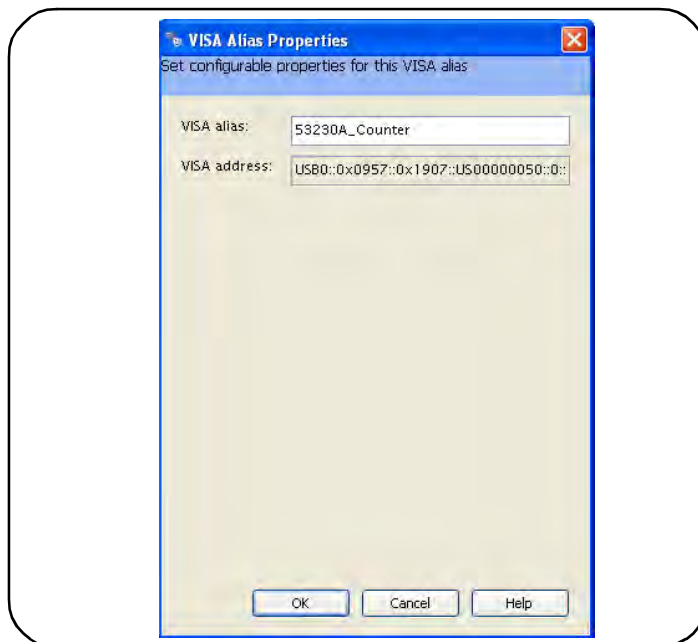 VISA Alias Properties
Set configurable properties for this VISA alias
VISA alias: 53230A_Counter
VISA address: USB0::0x0957::0x1907::US00000050::0::
OK Cancel Help